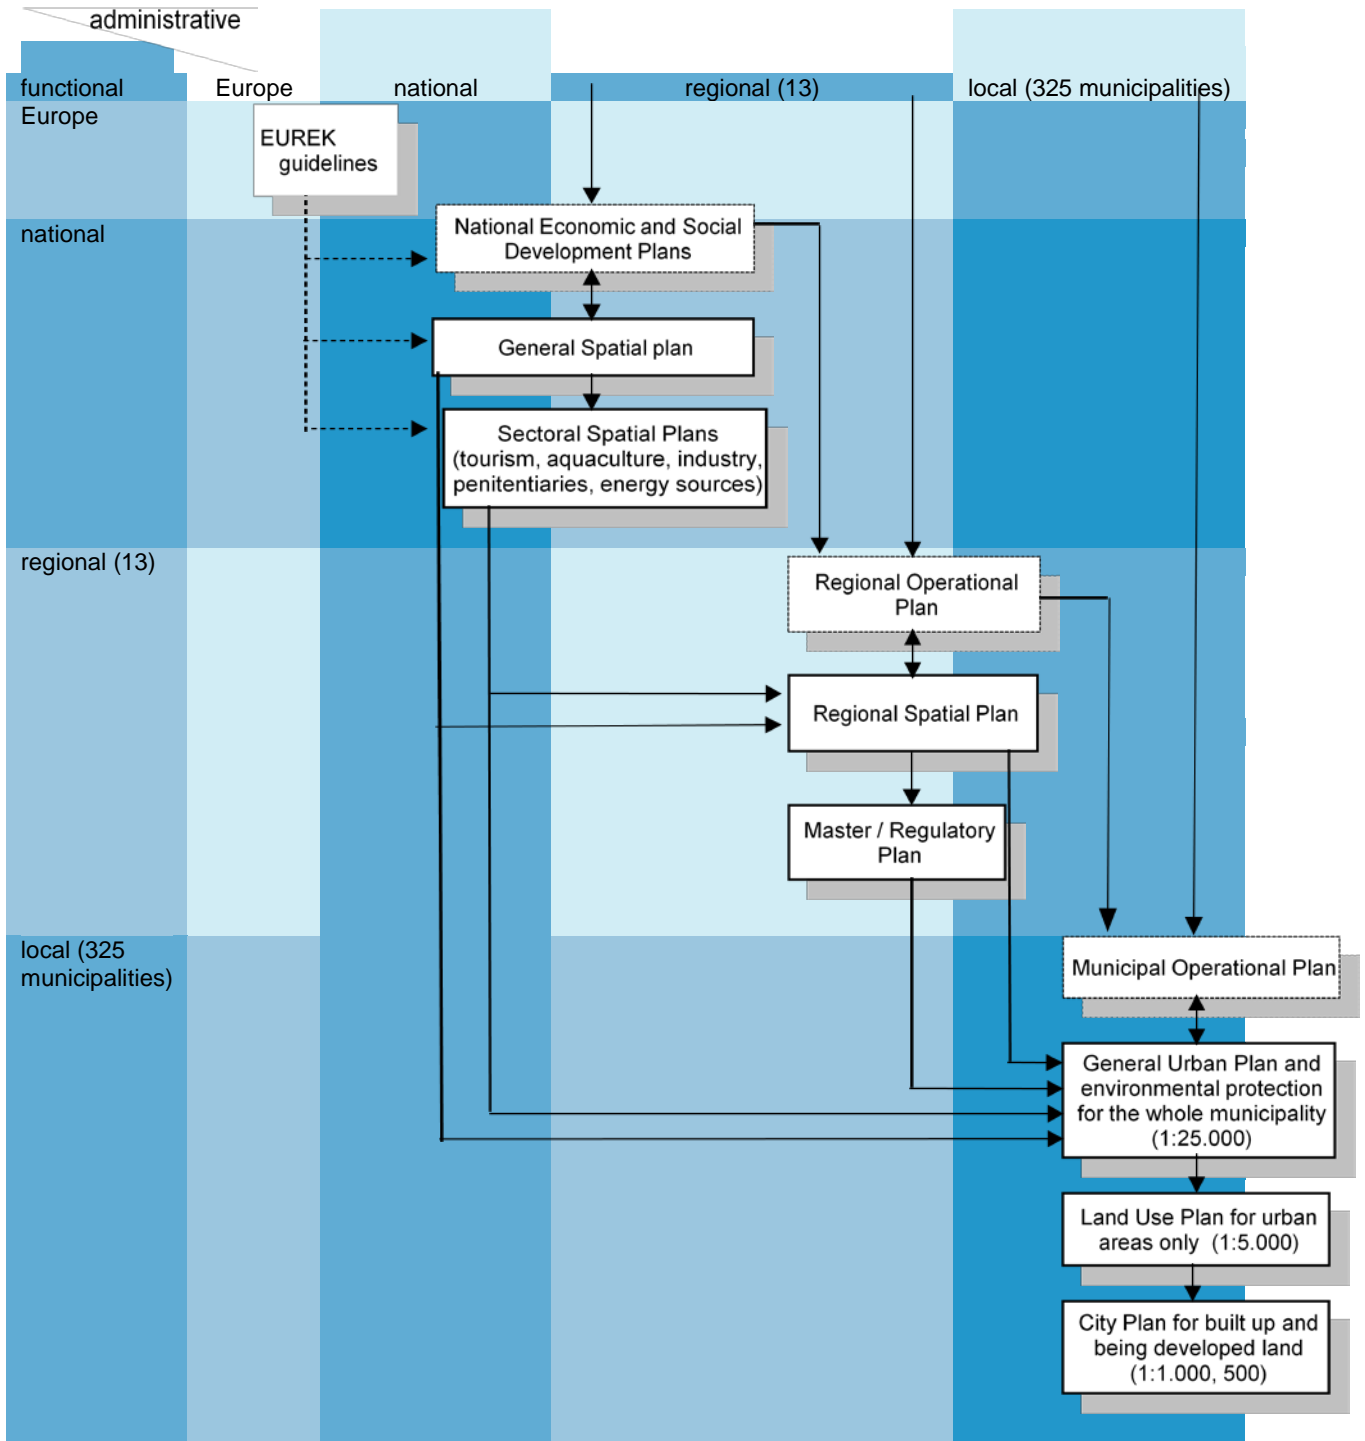 administrative
functional
Europe
national
regional (13)
local (325 municipalities)
Europe
EUREK
guidelines
national
National Economic and Social
Development Plans
General Spatial plan
Sectoral Spatial Plans
(tourism, aquaculture, industry,
penitentiaries, energy sources)
regional (13)
Regional Operational
Plan
Regional Spatial Plan
Master / Regulatory
Plan
local (325
municipalities)
Municipal Operational Plan
General Urban Plan and
environmental protection
for the whole municipality
(1:25.000)
Land Use Plan for urban
areas only (1:5.000)
City Plan for built up and
being developed land
(1:1.000, 500)